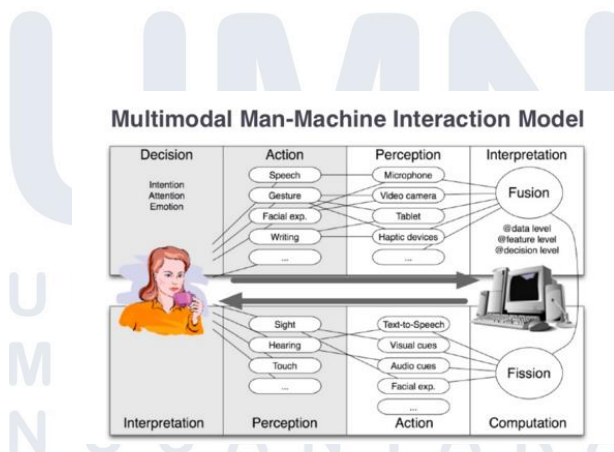 UMN
Multimodal Man-Machine Interaction Model
Decision Action Perception Interpretation
Intention
Attention
Emotion
Speech
Gesture
Facial exp.
Writing
...
Microphone
Video camera
Tablet
Haptic devices
...
Fusion
@data level
@feature level
@decision level
Sight
Hearing
Touch
...
Text-to-Speech
Visual cues
Audio cues
Facial exp.
...
Fission
Interpretation Perception Action Computation
U
M
N